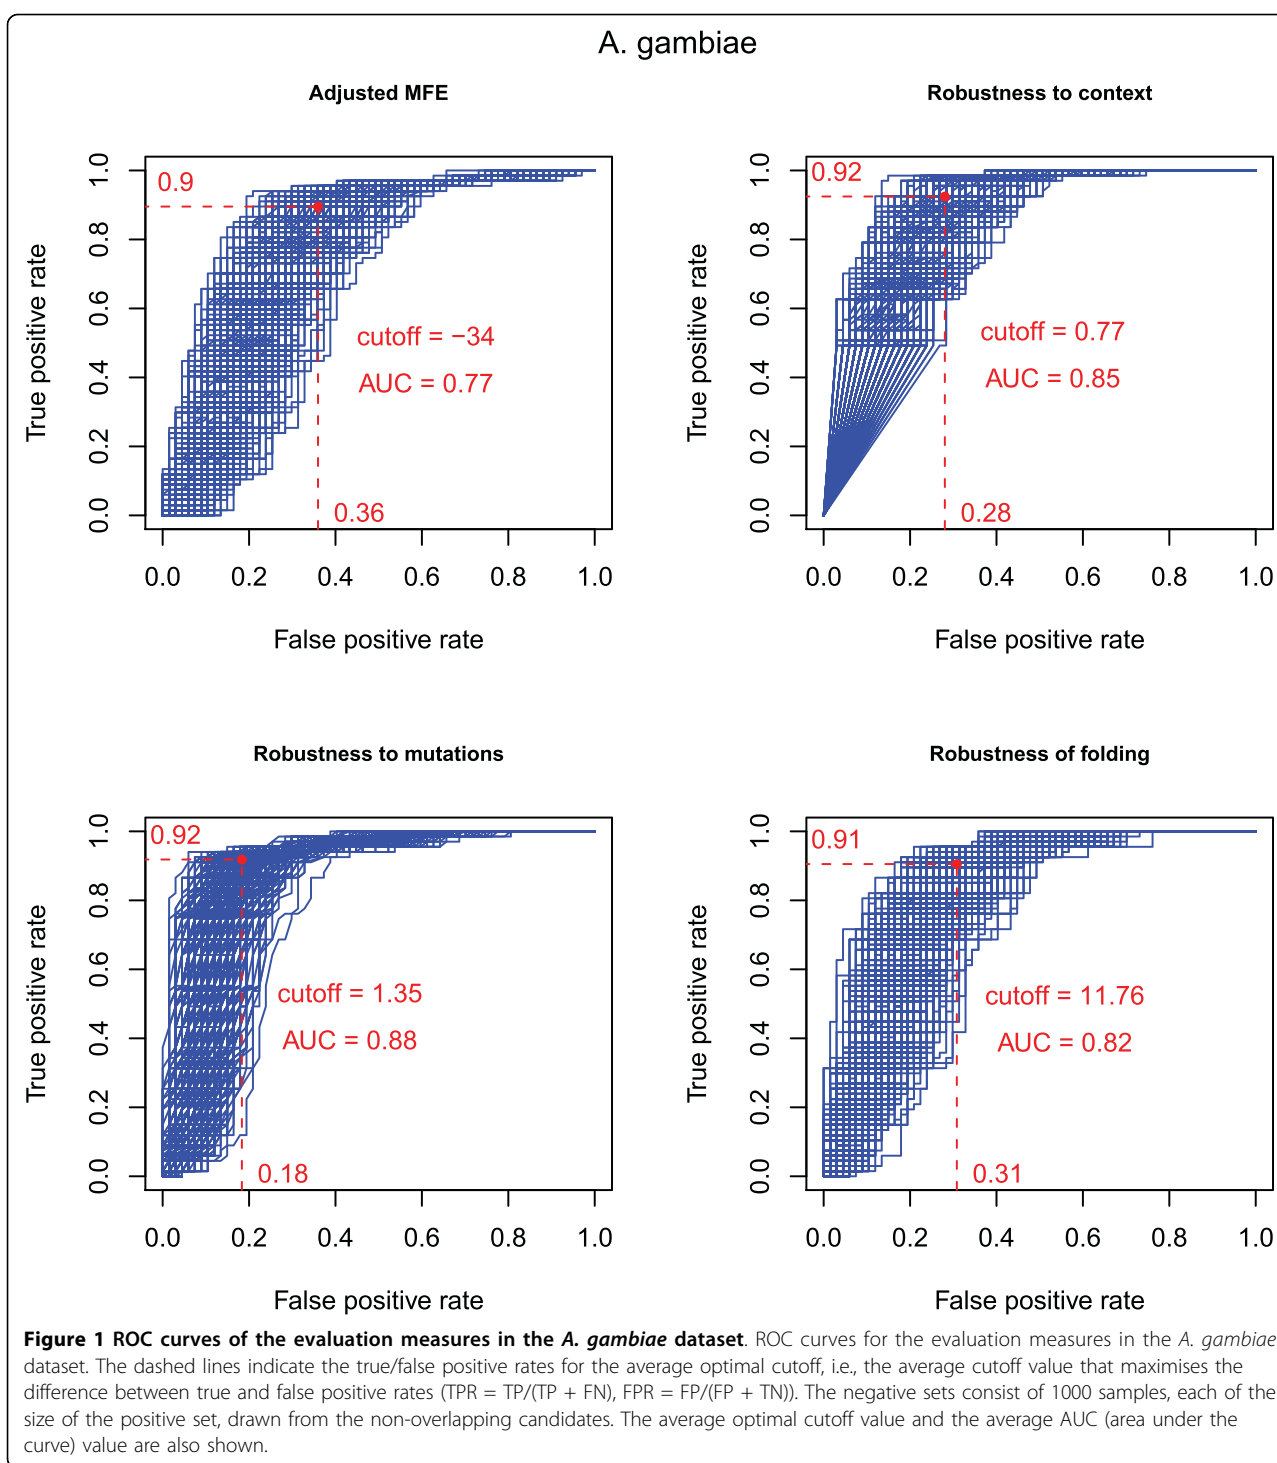 A. gambiae
Adjusted MFE
0.9
cutoff = −34
AUC = 0.77
0.36
True positive rate
0.0 0.2 0.4 0.6 0.8 1.0
0.0 0.2 0.4 0.6 0.8 1.0
False positive rate
Robustness to context
0.92
cutoff = 0.77
AUC = 0.85
0.28
True positive rate
0.0 0.2 0.4 0.6 0.8 1.0
0.0 0.2 0.4 0.6 0.8 1.0
False positive rate
Robustness to mutations
0.92
cutoff = 1.35
AUC = 0.88
0.18
True positive rate
0.0 0.2 0.4 0.6 0.8 1.0
0.0 0.2 0.4 0.6 0.8 1.0
False positive rate
Robustness of folding
0.91
cutoff = 11.76
AUC = 0.82
0.31
True positive rate
0.0 0.2 0.4 0.6 0.8 1.0
0.0 0.2 0.4 0.6 0.8 1.0
False positive rate
Figure 1 ROC curves of the evaluation measures in the A. gambiae dataset. ROC curves for the evaluation measures in the A. gambiae
dataset. The dashed lines indicate the true/false positive rates for the average optimal cutoff, i.e., the average cutoff value that maximises the
difference between true and false positive rates (TPR = TP/(TP + FN), FPR = FP/(FP + TN)). The negative sets consist of 1000 samples, each of the
size of the positive set, drawn from the non-overlapping candidates. The average optimal cutoff value and the average AUC (area under the
curve) value are also shown.